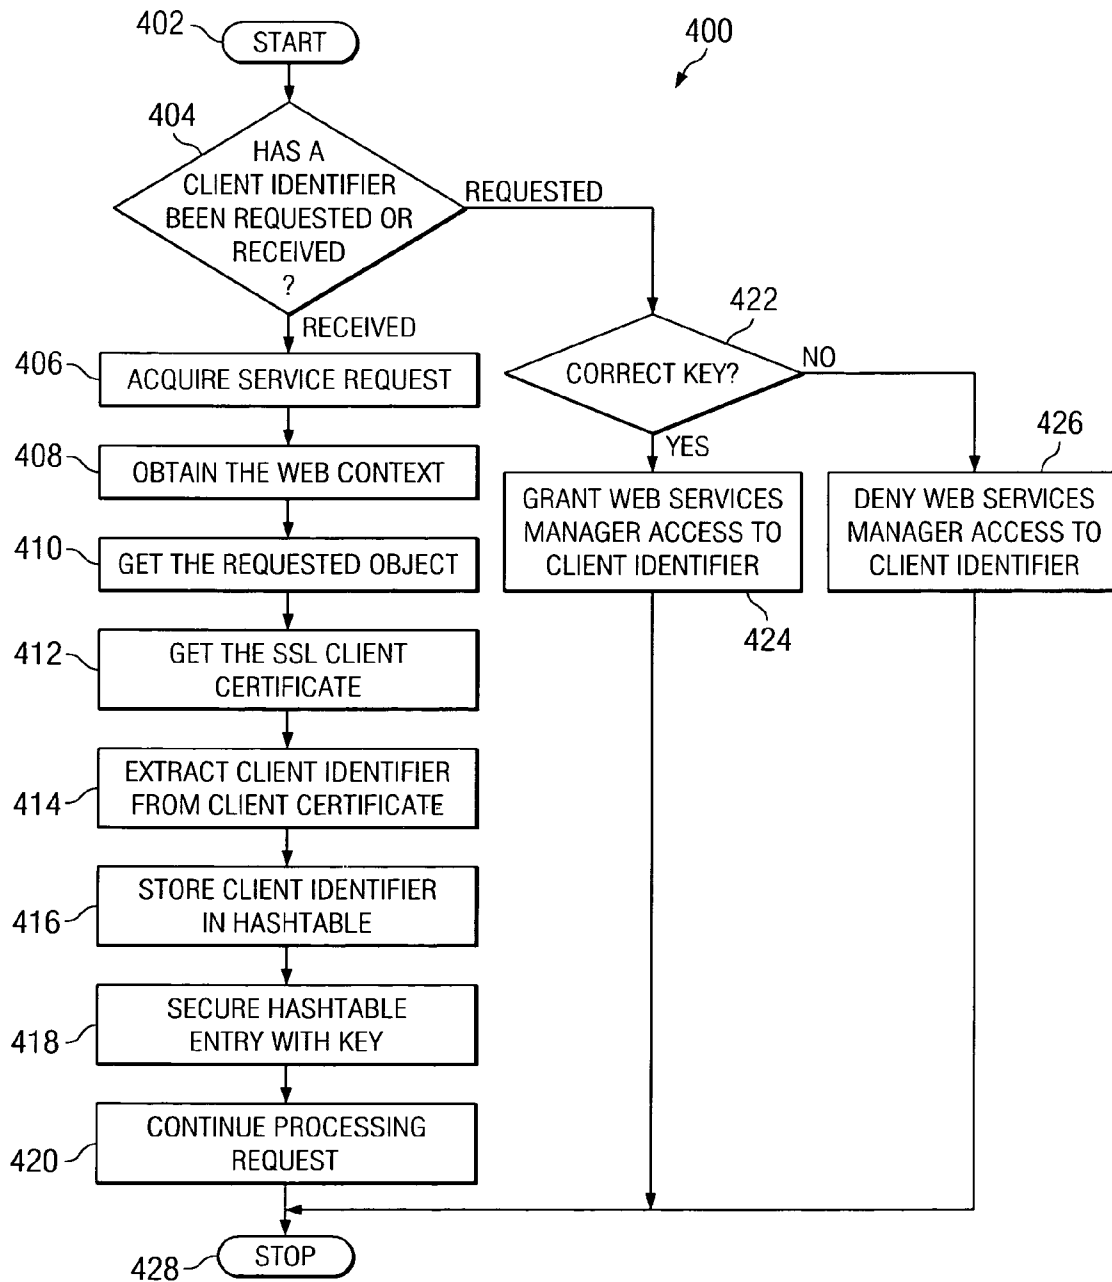 402
START
400
404
HAS A
CLIENT IDENTIFIER
BEEN REQUESTED OR
RECEIVED
?
REQUESTED
RECEIVED
422
CORRECT KEY?
NO
YES
406
ACQUIRE SERVICE REQUEST
408
OBTAIN THE WEB CONTEXT
410
GET THE REQUESTED OBJECT
412
GET THE SSL CLIENT
CERTIFICATE
414
EXTRACT CLIENT IDENTIFIER
FROM CLIENT CERTIFICATE
416
STORE CLIENT IDENTIFIER
IN HASHTABLE
418
SECURE HASHTABLE
ENTRY WITH KEY
420
CONTINUE PROCESSING
REQUEST
GRANT WEB SERVICES
MANAGER ACCESS TO
CLIENT IDENTIFIER
424
426
DENY WEB SERVICES
MANAGER ACCESS TO
CLIENT IDENTIFIER
428
STOP